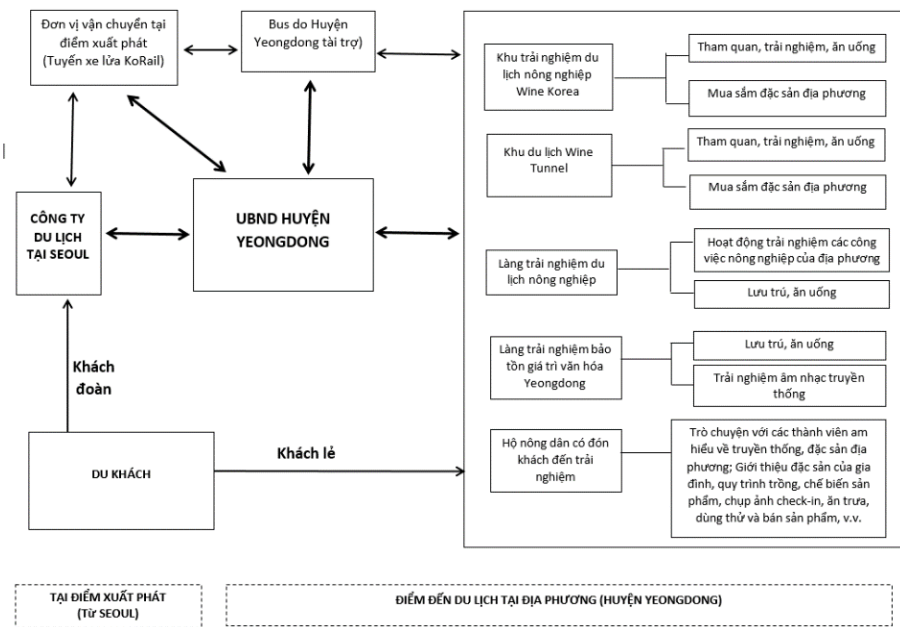 Đơn vị vận chuyển tại
điểm xuất phát
(Tuyến xe lửa KoRail)
Bus do Huyện
Yeongdong tài trợ)
CÔNG TY
DU LỊCH
TẠI SEOUL
UBND HUYỆN
YEONGDONG
Khách
đoàn
DU KHÁCH
Khách lẻ
Khu trải nghiệm du
lịch nông nghiệp
Wine Korea
Tham quan, trải nghiệm, ăn uống
Mua sắm đặc sản địa phương
Khu du lịch Wine
Tunnel
Tham quan, trải nghiệm, ăn uống
Mua sắm đặc sản địa phương
Làng trải nghiệm du
lịch nông nghiệp
Hoạt động trải nghiệm các công
việc nông nghiệp của địa phương
Lưu trú, ăn uống
Làng trải nghiệm bảo
tồn giá trì văn hóa
Yeongdong
Lưu trú, ăn uống
Trải nghiệm âm nhạc truyền
thống
Hộ nông dân có đón
khách đến trải
nghiệm
Trò chuyện với các thành viên am
hiểu về truyền thống, đặc sản địa
phương; Giới thiệu đặc sản của gia
đình, quy trình trồng, chế biến sản
phẩm, chụp ảnh check-in, ăn trưa,
dùng thử và bán sản phẩm, v.v.
TẠI ĐIỂM XUẤT PHÁT
(Từ SEOUL)
ĐIỂM ĐẾN DU LỊCH TẠI ĐỊA PHƯƠNG (HUYỆN YEONGDONG)